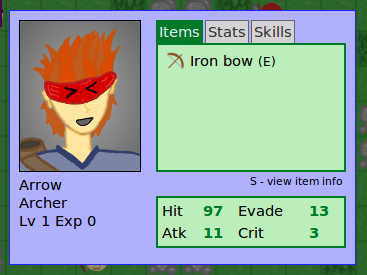 Items Stats Skills
Iron bow (E)
S - view item info
Arrow
Archer
Lv 1 Exp 0
Hit 97 Evade 13
Atk 11 Crit 3